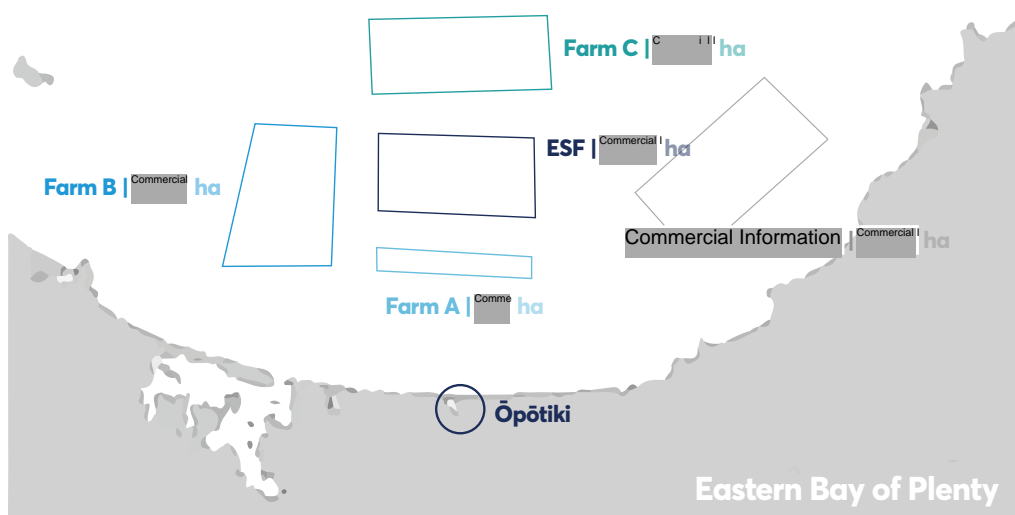 Farm C | C i l l ha
ESF | Commercial I ha
Farm B | Commercial ha
Commercial Information | Commercial I ha
Farm A | Comme ha
Ōpōtiki
Eastern Bay of Plenty